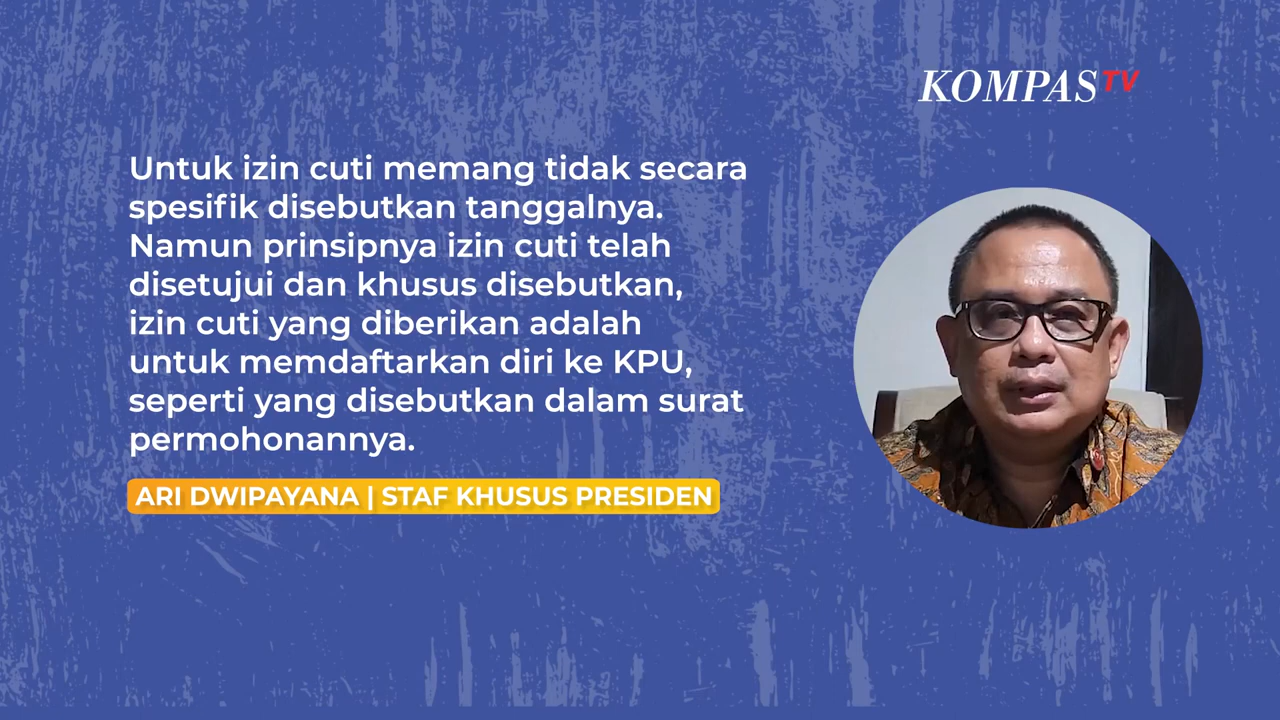 KOMPAS TV
Untuk izin cuti memang tidak secara
spesifik disebutkan tanggalnya.
Namun prinsipnya izin cuti telah
disetujui dan khusus disebutkan,
izin cuti yang diberikan adalah
untuk memdaftarkan diri ke KPU,
seperti yang disebutkan dalam surat
permohonannya.
ARI DWIPAYANA | STAF KHUSUS PRESIDEN